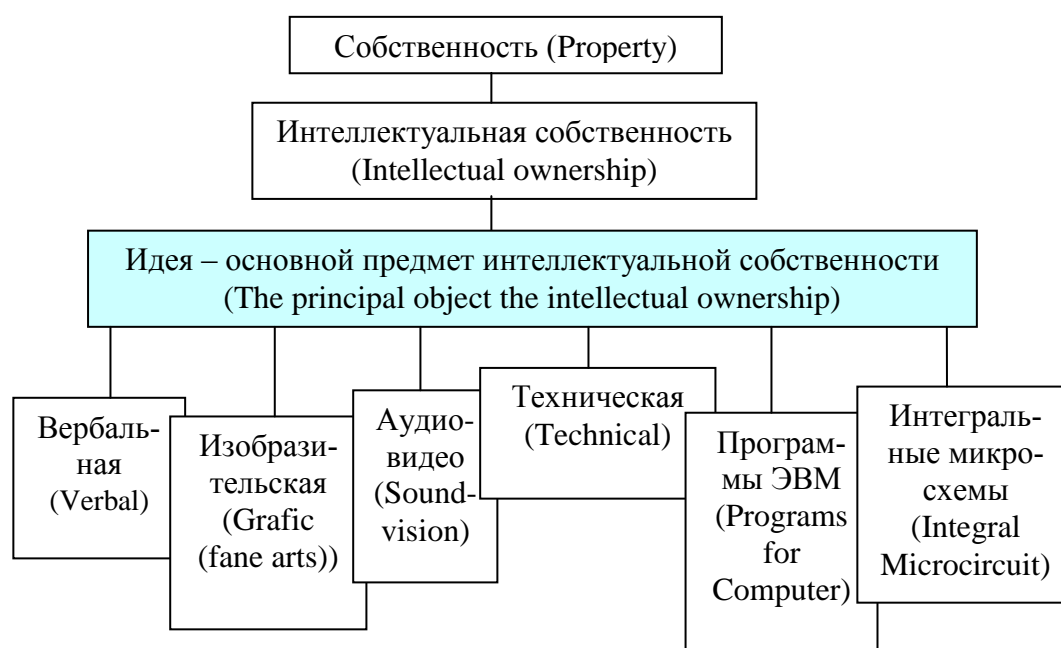 Собственность (Property)
Интеллектуальная собственность
(Intellectual ownership)
Идея – основной предмет интеллектуальной собственности
(The principal object the intellectual ownership)
Вербаль-
ная
(Verbal)
Изобрази-
тельская
(Grafic
(fane arts))
Аудио-
видео
(Sound-
vision)
Техническая
(Technical)
Програм-
мы ЭВМ
(Programs
for
Computer)
Интеграль-
ные микро-
схемы
(Integral
Microcircuit)